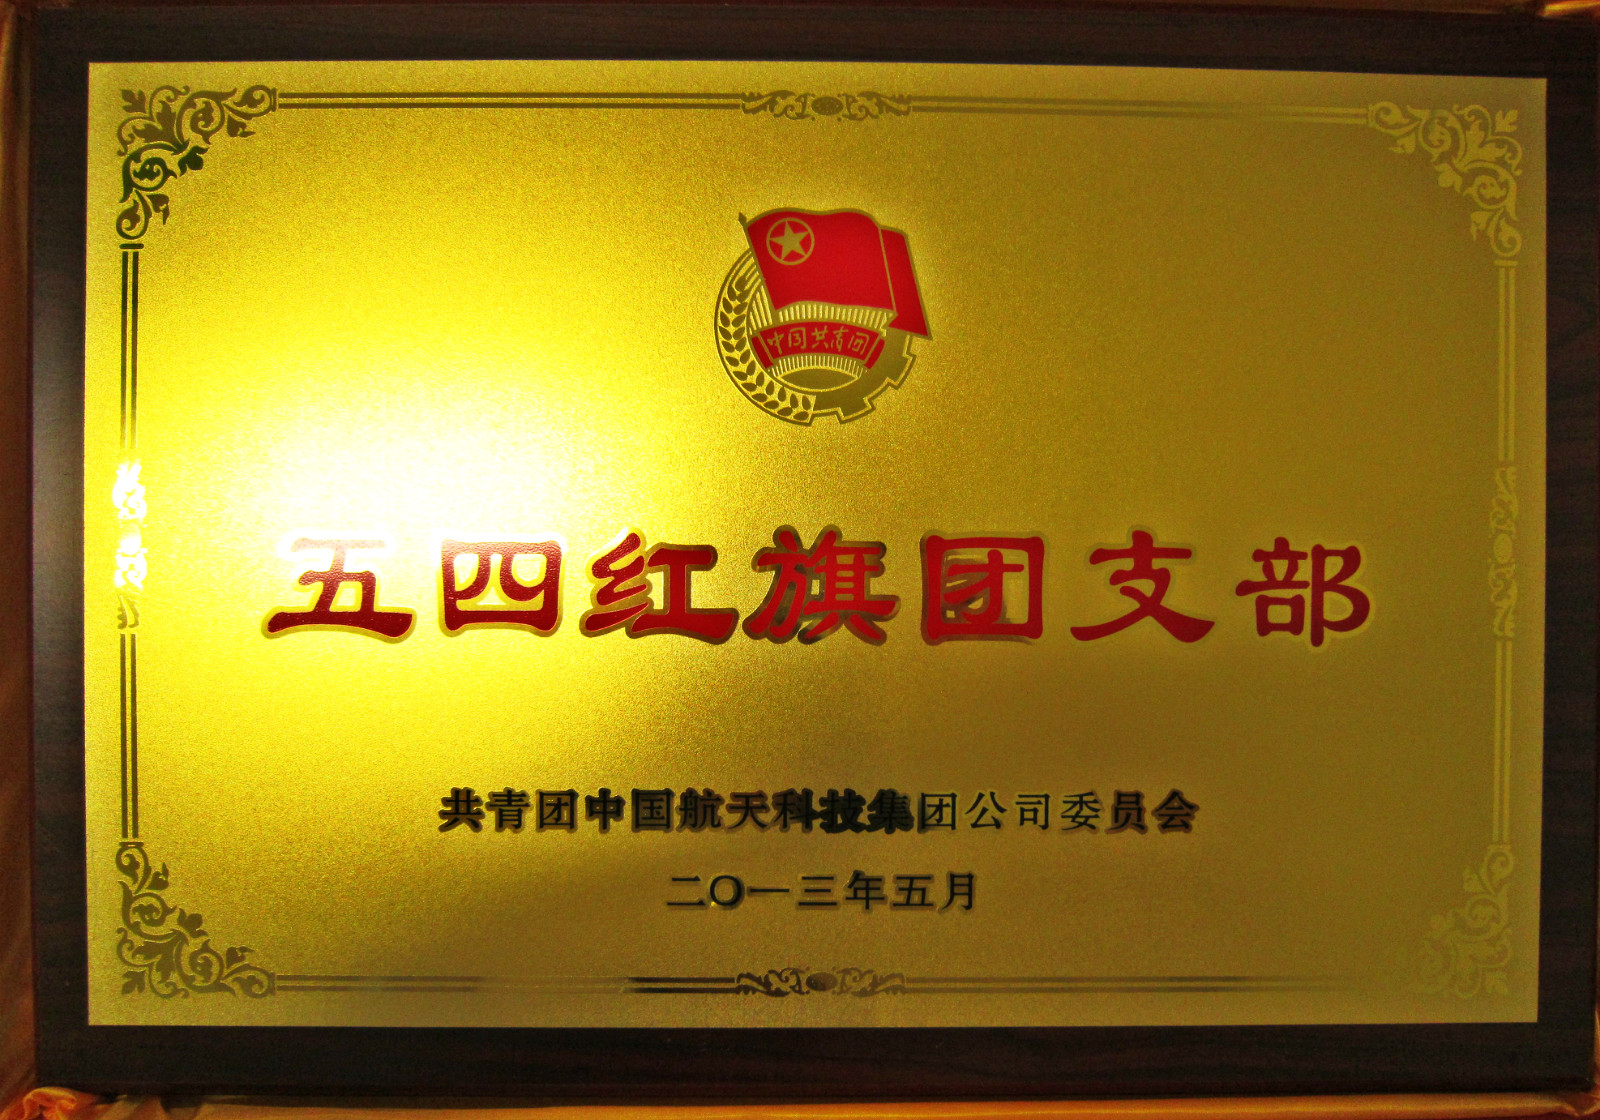 中国共青团
五四红旗团支部
共青团中国航天科技集团公司委员会
二〇一三年五月